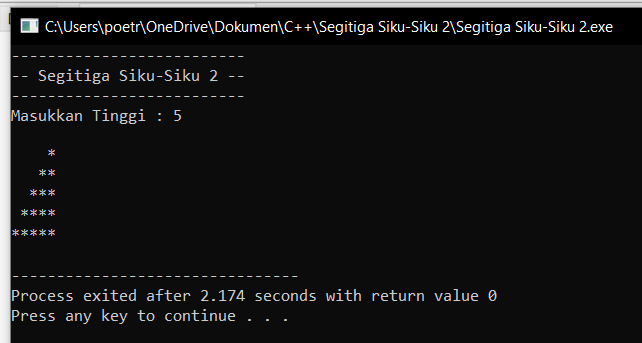 C:\Users\poetr\OneDrive\Dokumen\C++\Segitiga Siku-Siku 2\Segitiga Siku-Siku 2.exe
--------------------------
-- Segitiga Siku-Siku 2 --
--------------------------
Masukkan Tinggi : 5
    *
   **
  ***
 ****
*****
--------------------------------
Process exited after 2.174 seconds with return value 0
Press any key to continue . . .